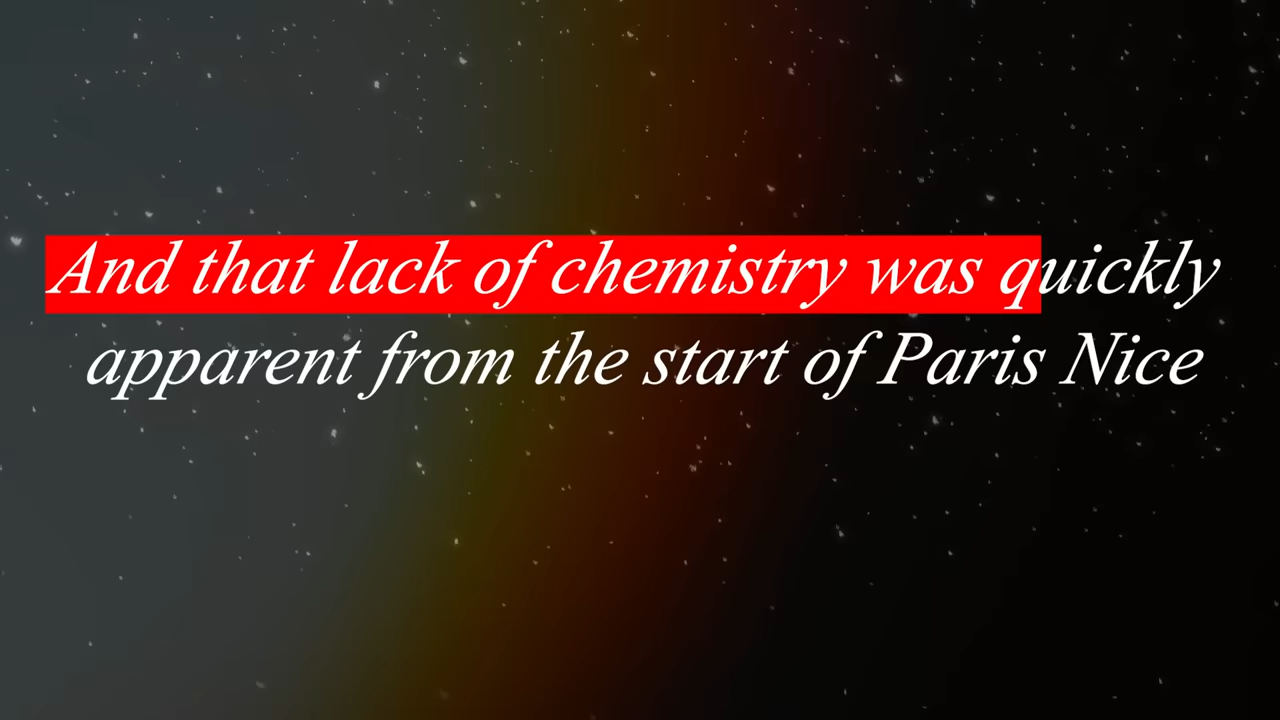 And that lack of chemistry was quickly
apparent from the start of Paris Nice